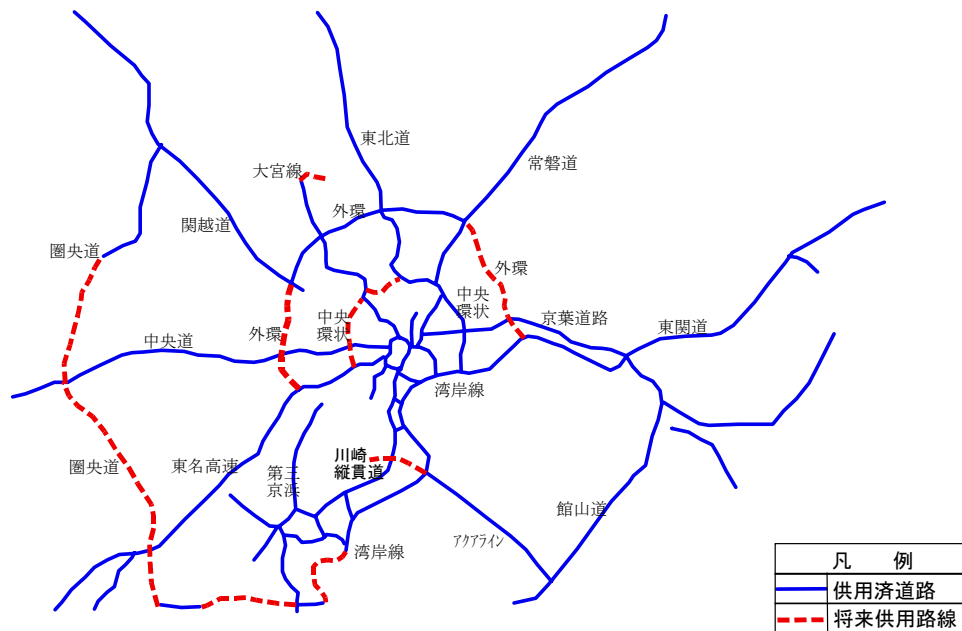 東北道
常磐道
大宮線
外環
関越道
圏央道
外環
中央
環状
中央
環状
京葉道路
東関道
中央道
外環
湾岸線
圏央道
東名高速
第三
京浜
川崎
縦貫道
館山道
アクアライン
湾岸線
凡 例
供用済道路
将来供用路線